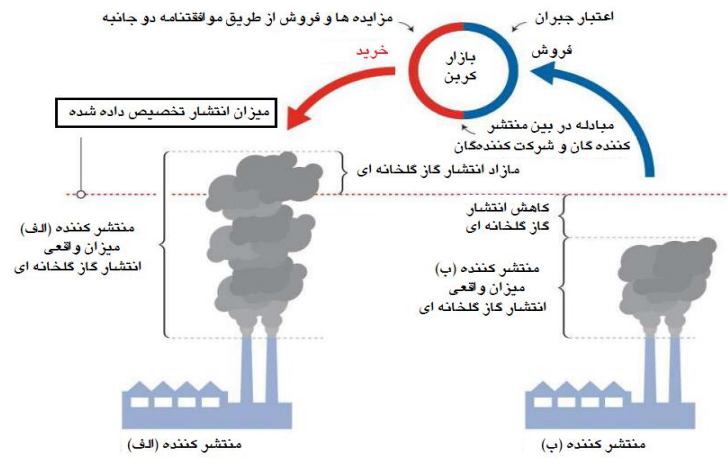 مزایده ها و فروش از طریق موافقتنامه دو جانبه
اعتبار جبران
خرید
بازار
کربن
فروش
میزان انتشار تخصیص داده شده
مبادله در بین منتشر
کننده گان و شرکت کنندهگان
مازاد انتشار گاز گلخانه ای
کاهش انتشار
گاز گلخانه ای
منتشر کننده (الف)
میزان واقعی
انتشار گاز گلخانه ای
منتشر کننده (ب)
میزان واقعی
انتشار گاز گلخانه ای
منتشر کننده (الف)
منتشر کننده (ب)